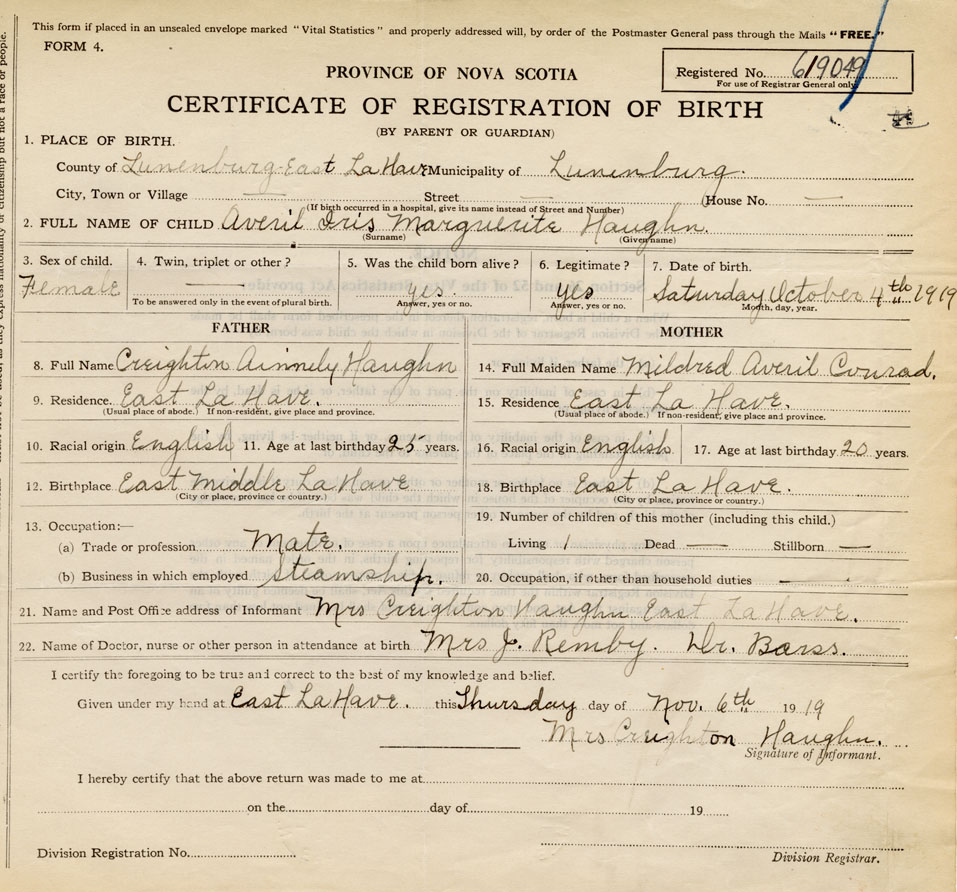 This form if placed in an unsealed envelope marked "Vital Statistics" and properly addressed will, by order of the Postmaster General pass through the Mails "FREE."
FORM 4.
Registered No. 619049
For use of Registrar General only
PROVINCE OF NOVA SCOTIA
CERTIFICATE OF REGISTRATION OF BIRTH
(BY PARENT OR GUARDIAN)
1. PLACE OF BIRTH.
County of Lunenburg-East LaHave Municipality of Lunenburg.
City, Town or Village — Street — (House No. —
(If birth occurred in a hospital, give its name instead of Street and Number)
2. FULL NAME OF CHILD Averil Iris Marguerite Haughn.
(Surname) (Given name)
3. Sex of child. 4. Twin, triplet or other? 5. Was the child born alive? 6. Legitimate? 7. Date of birth.
Female — yes. yes Saturday October 4th 1919
To be answered only in the event of plural birth. Answer, yes or no. Answer, yes or no. Month, day, year.
FATHER MOTHER
8. Full Name Creighton Haughn 14. Full Maiden Name Mildred Averil Conrad.
9. Residence. East La Have. 15. Residence East La Have.
(Usual place of abode.) If non-resident, give place and province. (Usual place of abode.) If non-resident, give place and province.
10. Racial origin English 11. Age at last birthday 25 years. 16. Racial origin English 17. Age at last birthday 20 years.
12. Birthplace East Middle La Have 18. Birthplace East La Have.
(City or place, province or country.) (City or place, province or country.)
13. Occupation:— 19. Number of children of this mother (including this child.)
(a) Trade or profession Mate. Living 1 Dead — Stillborn —
(b) Business in which employed Steamship. 20. Occupation, if other than household duties —
21. Name and Post Office address of Informant Mrs Creighton Haughn East La Have.
22. Name of Doctor, nurse or other person in attendance at birth Mrs J. Remby. Dr. Barss.
I certify the foregoing to be true and correct to the best of my knowledge and belief.
Given under my hand at East LaHave. this Thursday day of Nov. 6th 1919
Mrs Creighton Haughn.
Signature of Informant.
I hereby certify that the above return was made to me at
on the day of 19
Division Registration No.
Division Registrar.